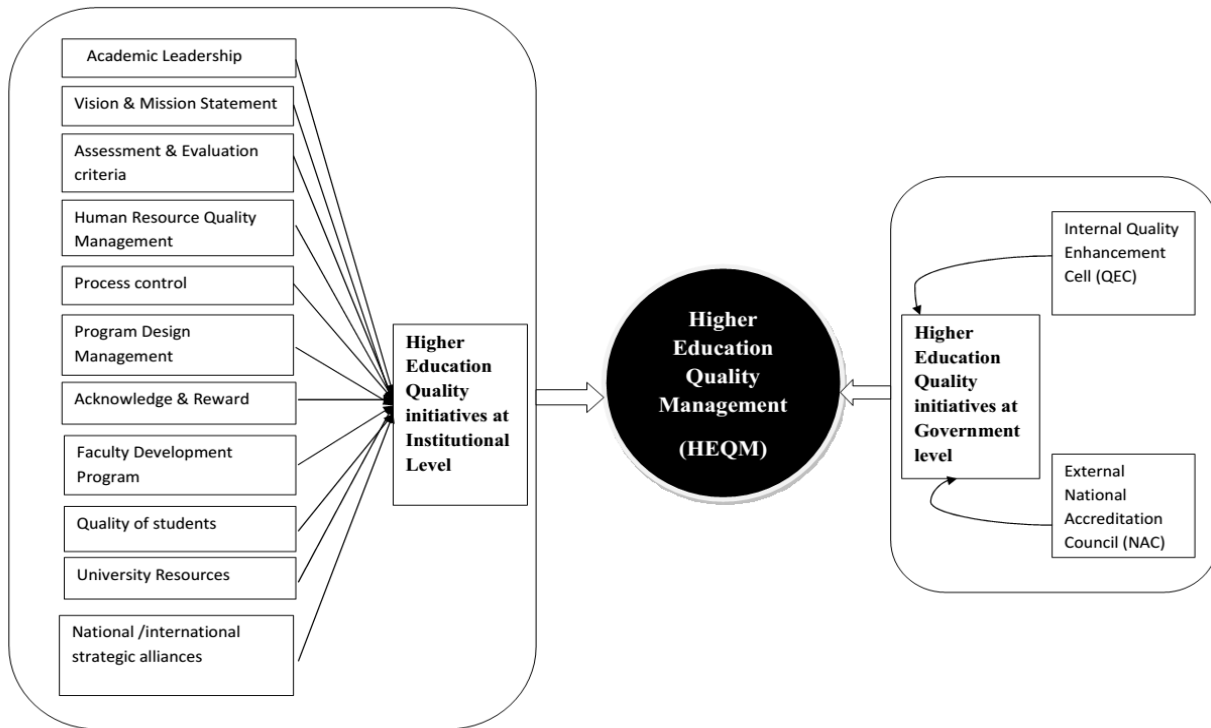 Academic Leadership
Vision & Mission Statement
Assessment & Evaluation
criteria
Human Resource Quality
Management
Process control
Program Design
Management
Acknowledge & Reward
Faculty Development
Program
Quality of students
University Resources
National /international
strategic alliances
Higher
Education
Quality
initiatives at
Institutional
Level
Higher
Education
Quality
Management
(HEQM)
Higher
Education
Quality
initiatives at
Government
level
Internal Quality
Enhancement
Cell (QEC)
External
National
Accreditation
Council (NAC)